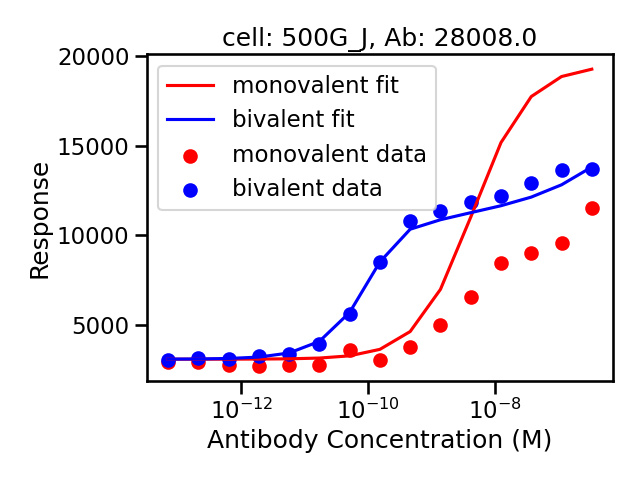 cell: 500G_J, Ab: 28008.0
20000
15000
10000
5000
Response
monovalent fit
bivalent fit
monovalent data
bivalent data
10⁻¹²
10⁻¹⁰
10⁻⁸
Antibody Concentration (M)